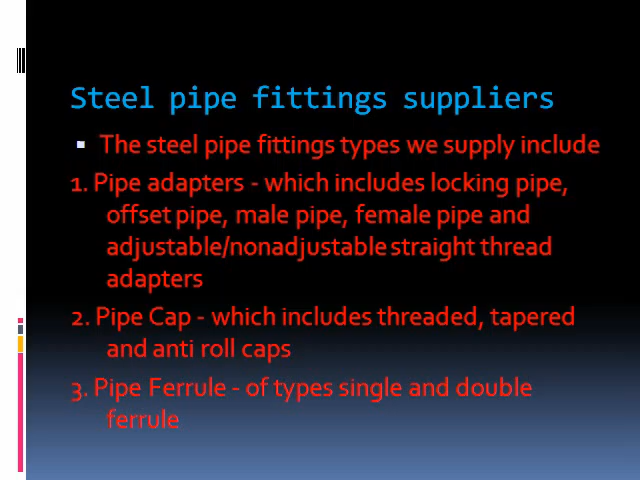 Steel pipe fittings suppliers
▪ The steel pipe fittings types we supply include
1. Pipe adapters - which includes locking pipe,
offset pipe, male pipe, female pipe and
adjustable/nonadjustable straight thread
adapters
2. Pipe Cap - which includes threaded, tapered
and anti roll caps
3. Pipe Ferrule - of types single and double
ferrule